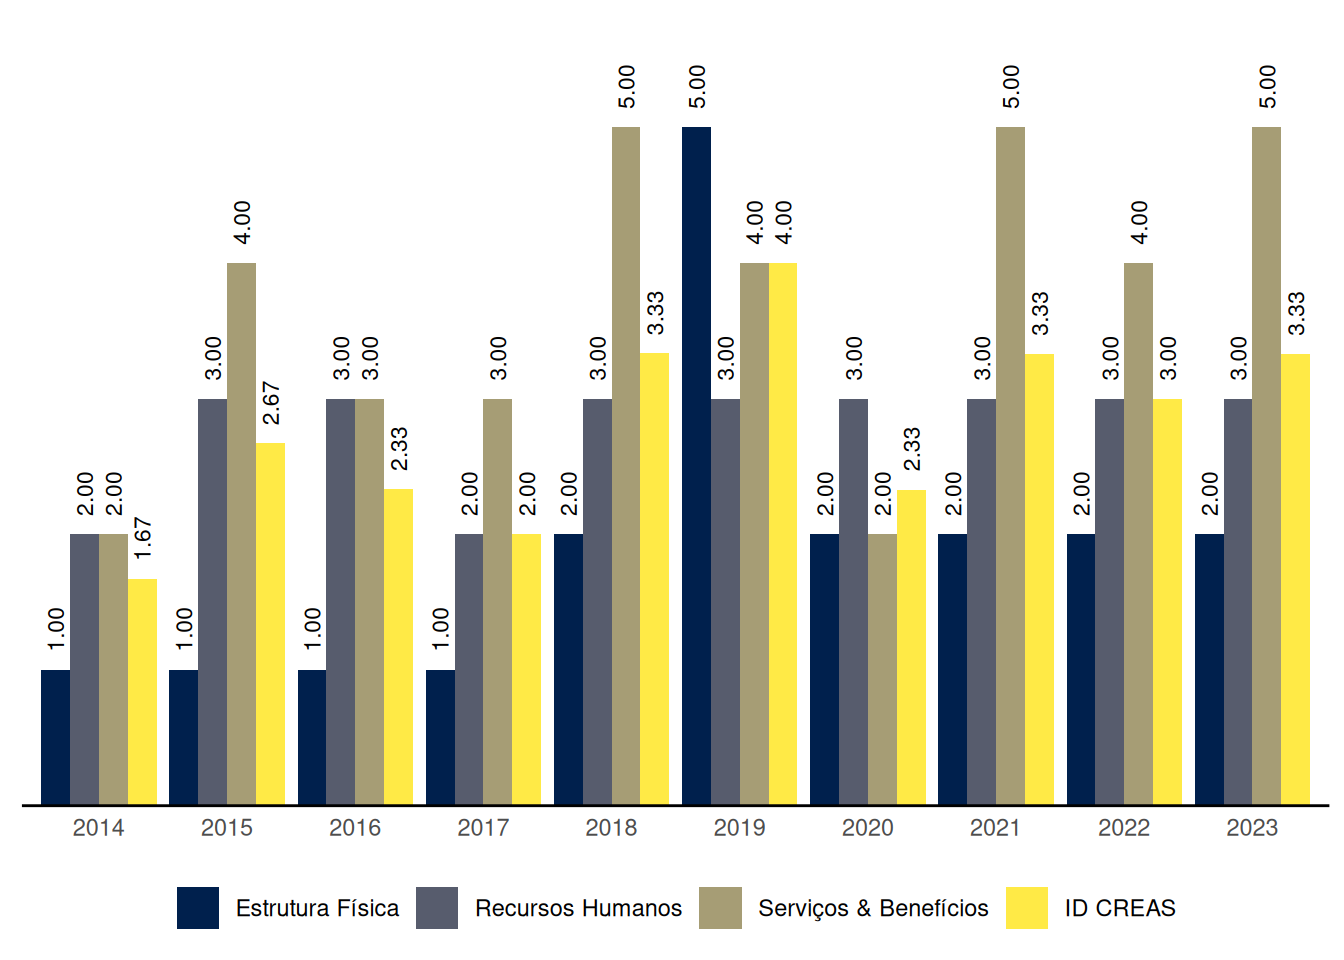 5.00 5.00 5.00 5.00
4.00 4.00 4.00 4.00
3.00 2.67 3.00 3.00 3.00 3.00 3.33 3.00 3.00 3.00 3.33 3.00 3.00 3.00 3.33
2.00 2.00 1.67 2.33 2.00 2.00 2.00 2.00 2.00 2.33 2.00 2.00 2.00
1.00 1.00 1.00 1.00
2014 2015 2016 2017 2018 2019 2020 2021 2022 2023
Estrutura Física Recursos Humanos Serviços & Benefícios ID CREAS